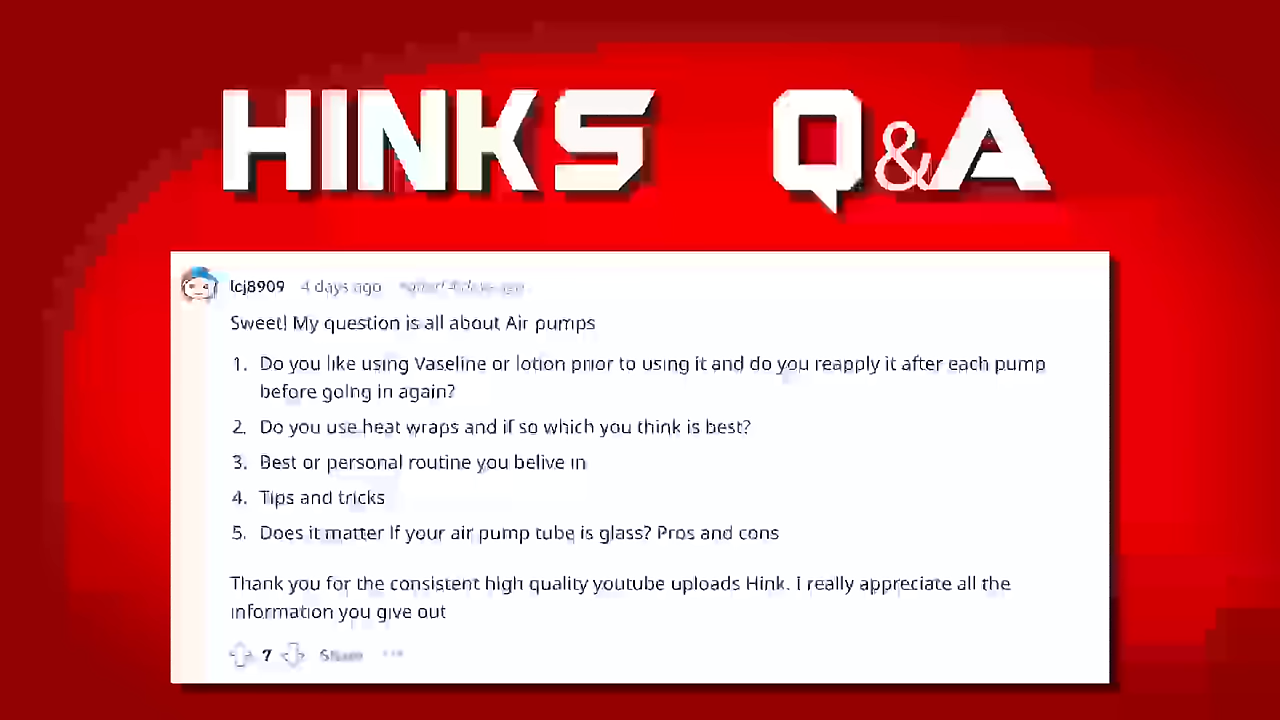 HINKS Q&A
lcj8909 4 days ago
Sweet! My question is all about Air pumps
1. Do you like using Vaseline or lotion prior to using it and do you reapply it after each pump
before going in again?
2. Do you use heat wraps and if so which you think is best?
3. Best or personal routine you belive in
4. Tips and tricks
5. Does it matter If your air pump tube is glass? Pros and cons
Thank you for the consistent high quality youtube uploads Hink. I really appreciate all the
information you give out
7 Share